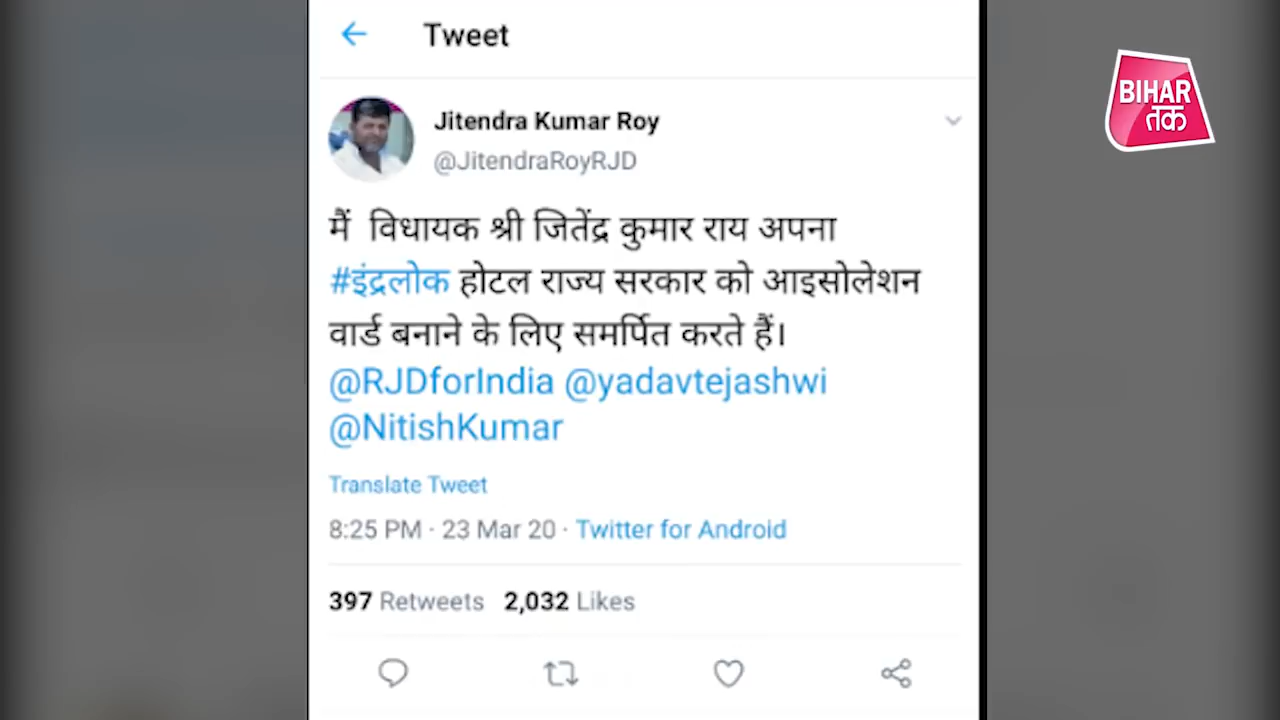 Tweet
BIHAR
तक
Jitendra Kumar Roy
@JitendraRoyRJD
मैं विधायक श्री जितेंद्र कुमार राय अपना
#इंद्रलोक होटल राज्य सरकार को आइसोलेशन
वार्ड बनाने के लिए समर्पित करते हैं।
@RJDforIndia @yadavtejashwi
@NitishKumar
Translate Tweet
8:25 PM · 23 Mar 20 · Twitter for Android
397 Retweets 2,032 Likes